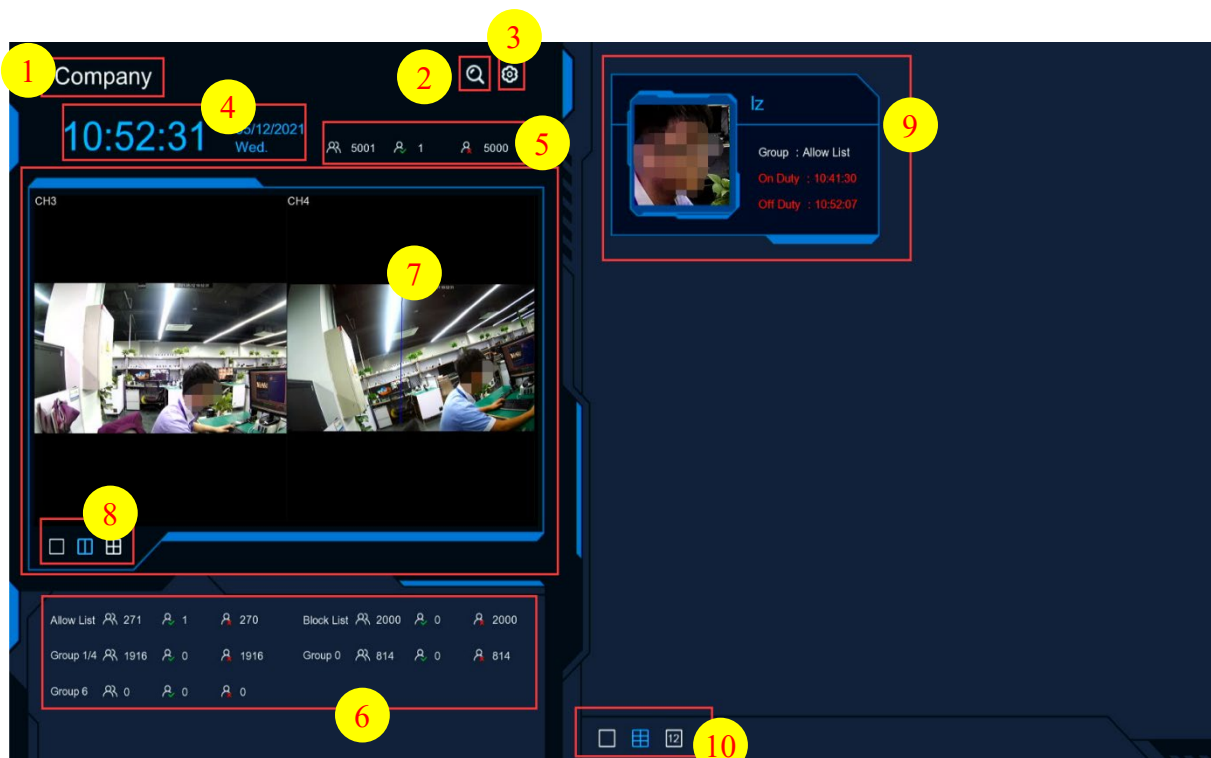 3
1
Company
2
4
10:52:31
05/12/2021
Wed.
5001 1 5000
5
lz
9
Group : Allow List
On Duty : 10:41:30
Off Duty : 10:52:07
CH3
CH4
7
8
Allow List 271 1 270
Block List 2000 0 2000
Group 1/4 1916 0 1916
Group 0 814 0 814
Group 6 0 0 0
6
12
10